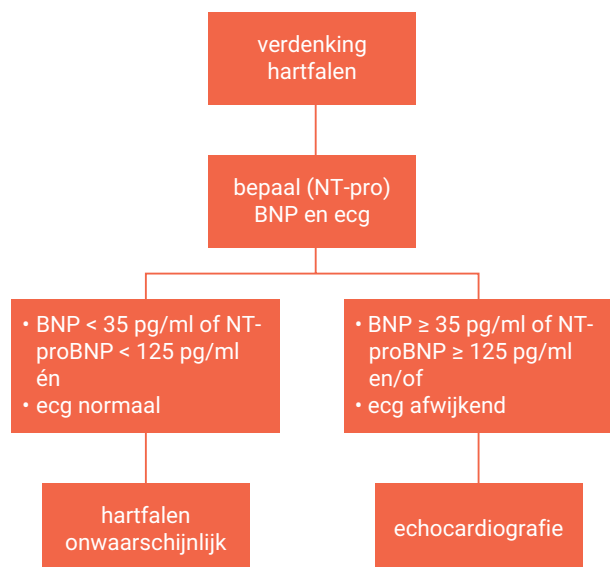 verdenking
hartfalen
bepaal (NT-pro)
BNP en ecg
• BNP < 35 pg/ml of NT-
proBNP < 125 pg/ml
én
• ecg normaal
• BNP ≥ 35 pg/ml of NT-
proBNP ≥ 125 pg/ml
en/of
• ecg afwijkend
hartfalen
onwaarschijnlijk
echocardiografie